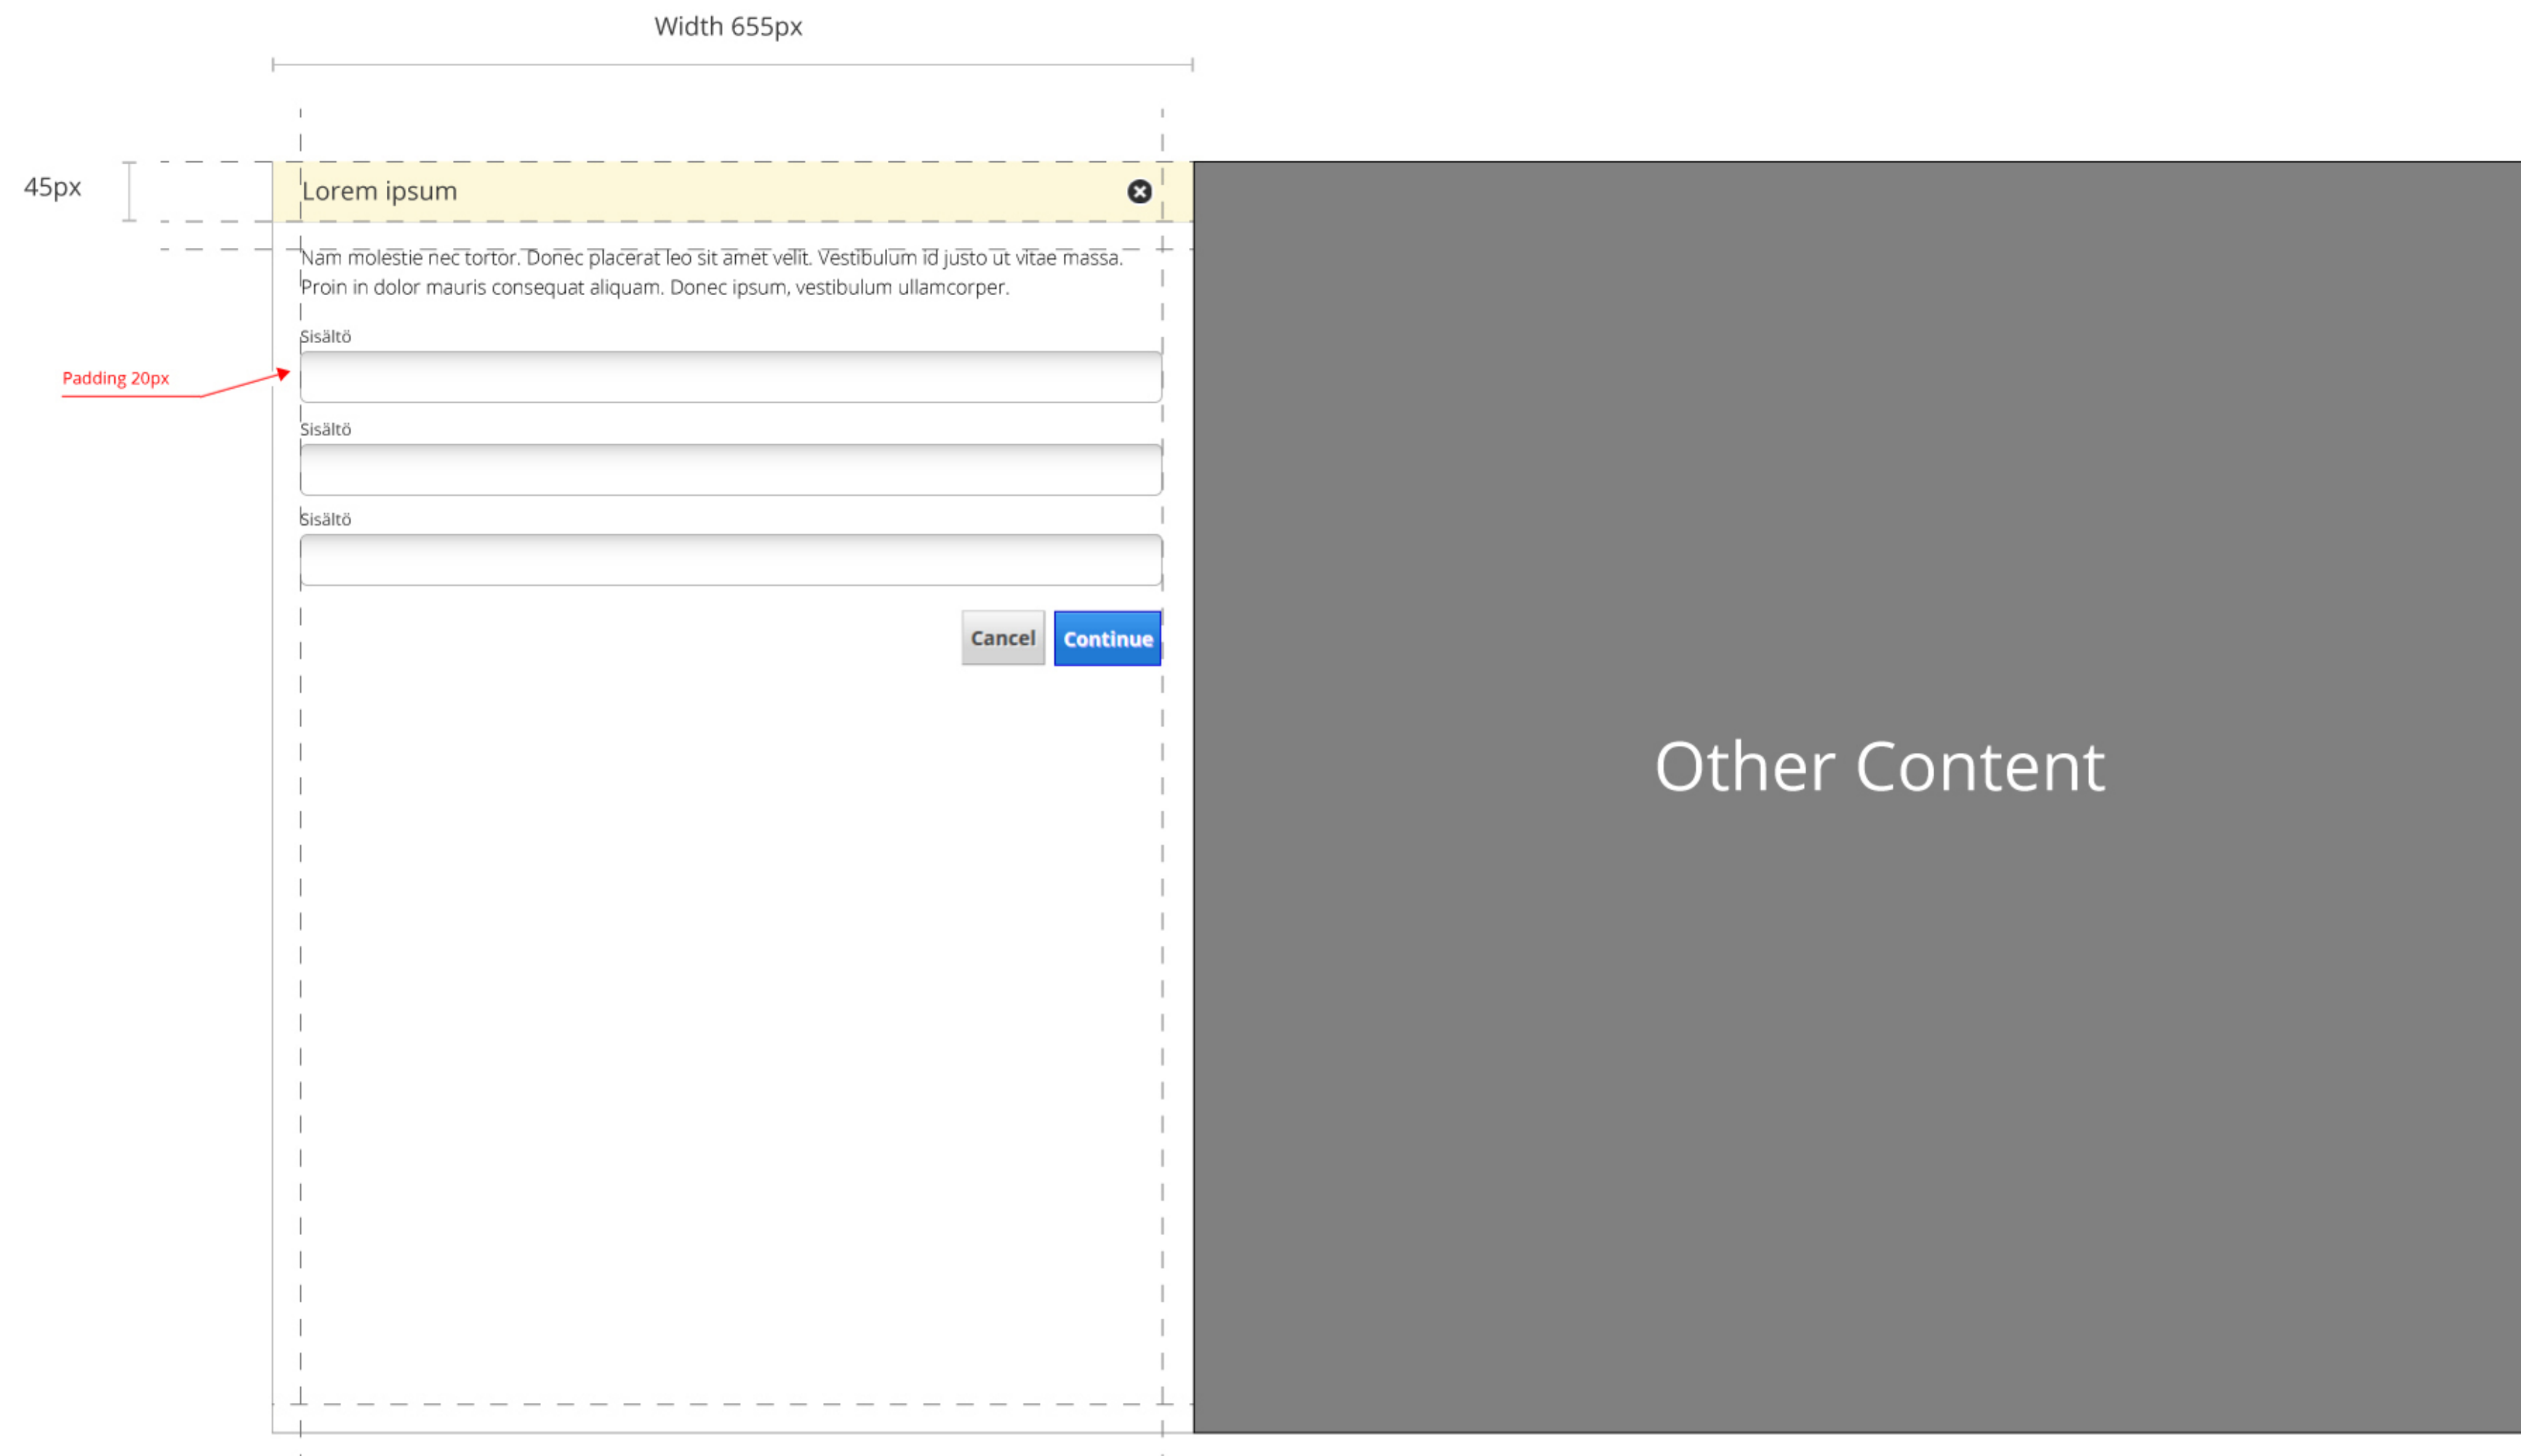 Width 655px
45px
Lorem ipsum
Nam molestie nec tortor. Donec placerat leo sit amet velit. Vestibulum id justo ut vitae massa.
Proin in dolor mauris consequat aliquam. Donec ipsum, vestibulum ullamcorper.
Sisältö
Padding 20px
Sisältö
Sisältö
Cancel
Continue
Other Content